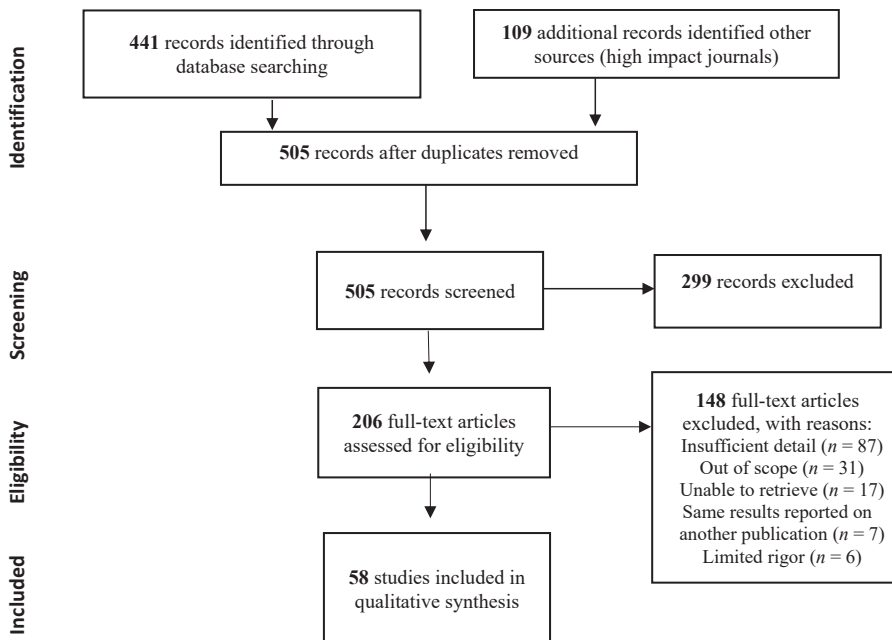 Identification
441 records identified through
database searching
109 additional records identified other
sources (high impact journals)
505 records after duplicates removed
Screening
505 records screened
299 records excluded
Eligibility
206 full-text articles
assessed for eligibility
148 full-text articles
excluded, with reasons:
Insufficient detail (n = 87)
Out of scope (n = 31)
Unable to retrieve (n = 17)
Same results reported on
another publication (n = 7)
Limited rigor (n = 6)
Included
58 studies included in
qualitative synthesis